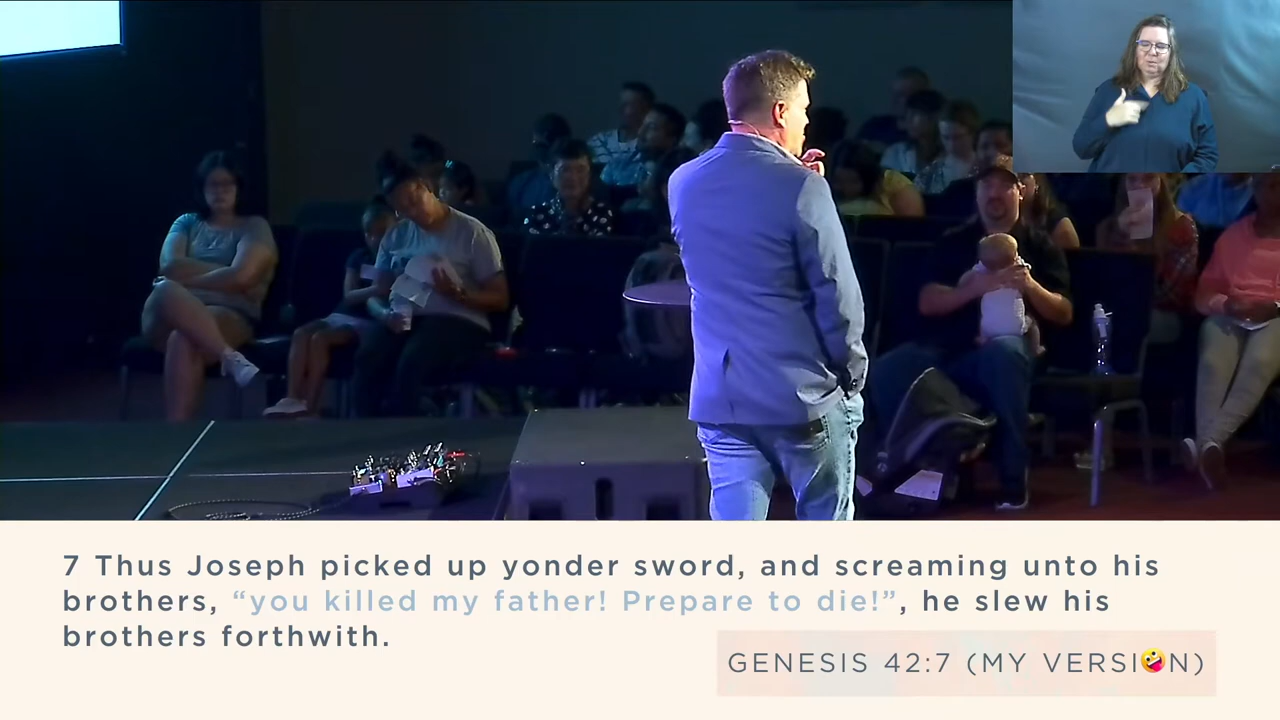 7 Thus Joseph picked up yonder sword, and screaming unto his
brothers, “you killed my father! Prepare to die!”, he slew his
brothers forthwith.
GENESIS 42:7 (MY VERSI🤪N)